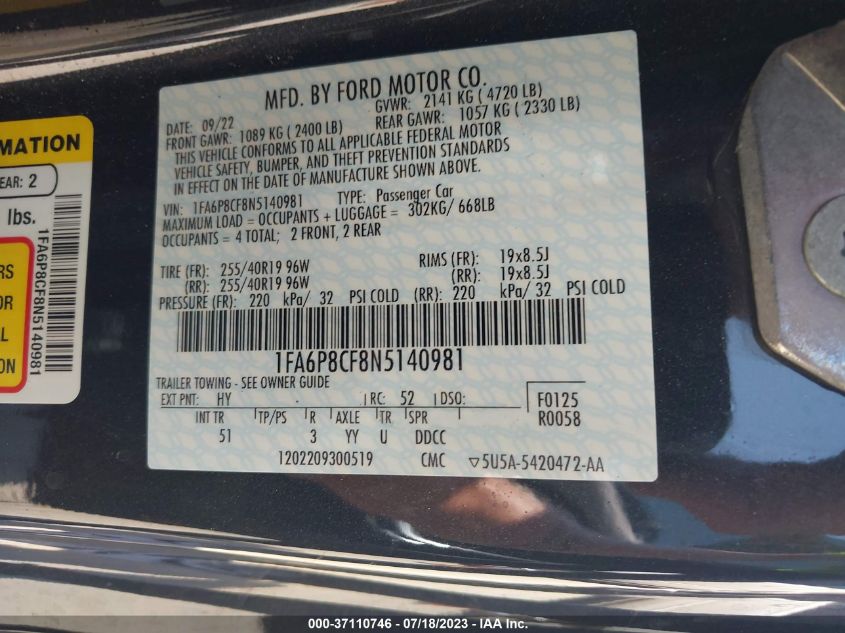 MFD. BY FORD MOTOR CO.
DATE: 09/22 GVWR: 2141 KG ( 4720 LB)
FRONT GAWR: 1089 KG ( 2400 LB) REAR GAWR: 1057 KG ( 2330 LB)
THIS VEHICLE CONFORMS TO ALL APPLICABLE FEDERAL MOTOR
VEHICLE SAFETY, BUMPER, AND THEFT PREVENTION STANDARDS
IN EFFECT ON THE DATE OF MANUFACTURE SHOWN ABOVE.
VIN: 1FA6P8CF8N5140981 TYPE: Passenger Car
MAXIMUM LOAD = OCCUPANTS + LUGGAGE = 302KG/ 668LB
OCCUPANTS = 4 TOTAL; 2 FRONT, 2 REAR
TIRE (FR): 255/40R19 96W RIMS (FR): 19x8.5J
(RR): 255/40R19 96W (RR): 19x8.5J
PRESSURE (FR): 220 kPa/ 32 PSI COLD (RR): 220 kPa/ 32 PSI COLD
1FA6P8CF8N5140981
TRAILER TOWING - SEE OWNER GUIDE
EXT PNT: HY RC: 52 DSO: F0125
INT TR TP/PS R AXLE TR SPR R0058
51 3 YY U DDCC
1202209300519 CMC ▽5U5A-5420472-AA
MATION
EAR: 2
lbs.
RS
OR
AL
ION
1FA6P8CF8N5140981
000-37110746 / 07/18/2023 - IAA Inc.